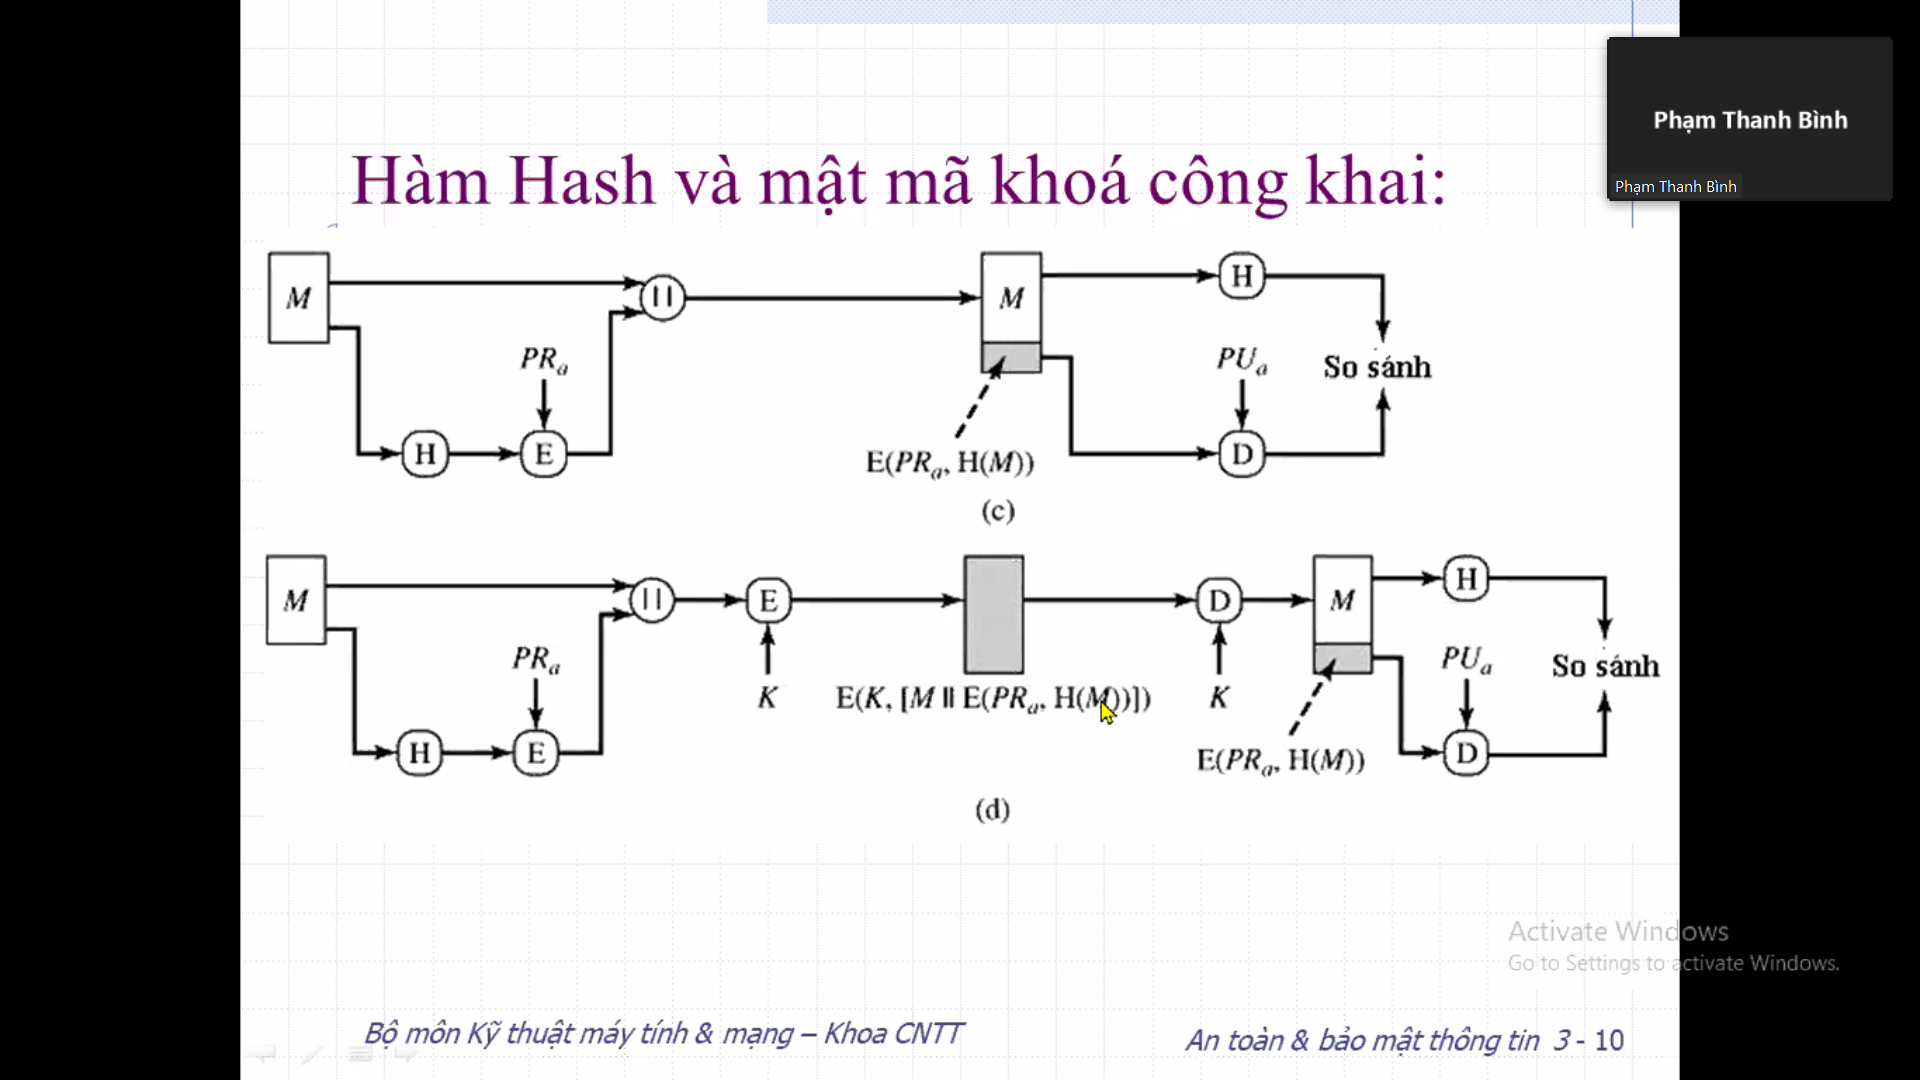 Phạm Thanh Bình
Phạm Thanh Bình
Hàm Hash và mật mã khoá công khai:
M
||
M
H
PRa
PUa
So sánh
H
E
D
E(PRa, H(M))
(c)
M
||
E
D
M
H
PRa
PUa
So sánh
K
E(K, [M || E(PRa, H(M))])
K
H
E
E(PRa, H(M))
D
(d)
Activate Windows
Go to Settings to activate Windows.
Bộ môn Kỹ thuật máy tính & mạng – Khoa CNTT
An toàn & bảo mật thông tin 3 - 10